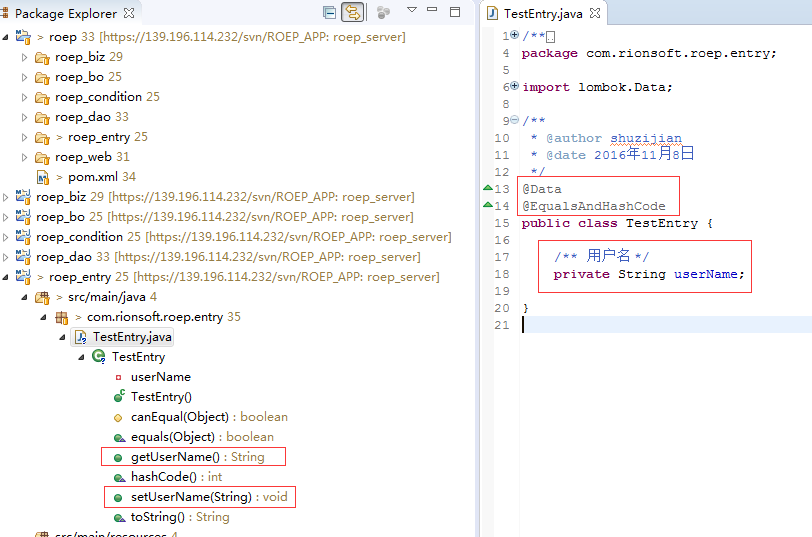 Package Explorer
roep 33 [https://139.196.114.232/svn/ROEP_APP: roep_server]
roep_biz 29
roep_bo 25
roep_condition 25
roep_dao 33
> roep_entry 25
roep_web 31
> pom.xml 34
roep_biz 29 [https://139.196.114.232/svn/ROEP_APP: roep_server]
roep_bo 25 [https://139.196.114.232/svn/ROEP_APP: roep_server]
roep_condition 25 [https://139.196.114.232/svn/ROEP_APP: roep_server]
roep_dao 33 [https://139.196.114.232/svn/ROEP_APP: roep_server]
> roep_entry 25 [https://139.196.114.232/svn/ROEP_APP: roep_server]
> src/main/java 4
> com.rionsoft.roep.entry 35
TestEntry.java
TestEntry
userName
TestEntry()
canEqual(Object) : boolean
equals(Object) : boolean
getUserName() : String
hashCode() : int
setUserName(String) : void
toString() : String
src/main/resources 4
TestEntry.java
1 /**
4 package com.rionsoft.roep.entry;
5
6 import lombok.Data;
8
9 /**
10 * @author shuzijian
11 * @date 2016年11月8日
12 */
13 @Data
14 @EqualsAndHashCode
15 public class TestEntry {
16
17 /** 用户名 */
18 private String userName;
19
20 }
21